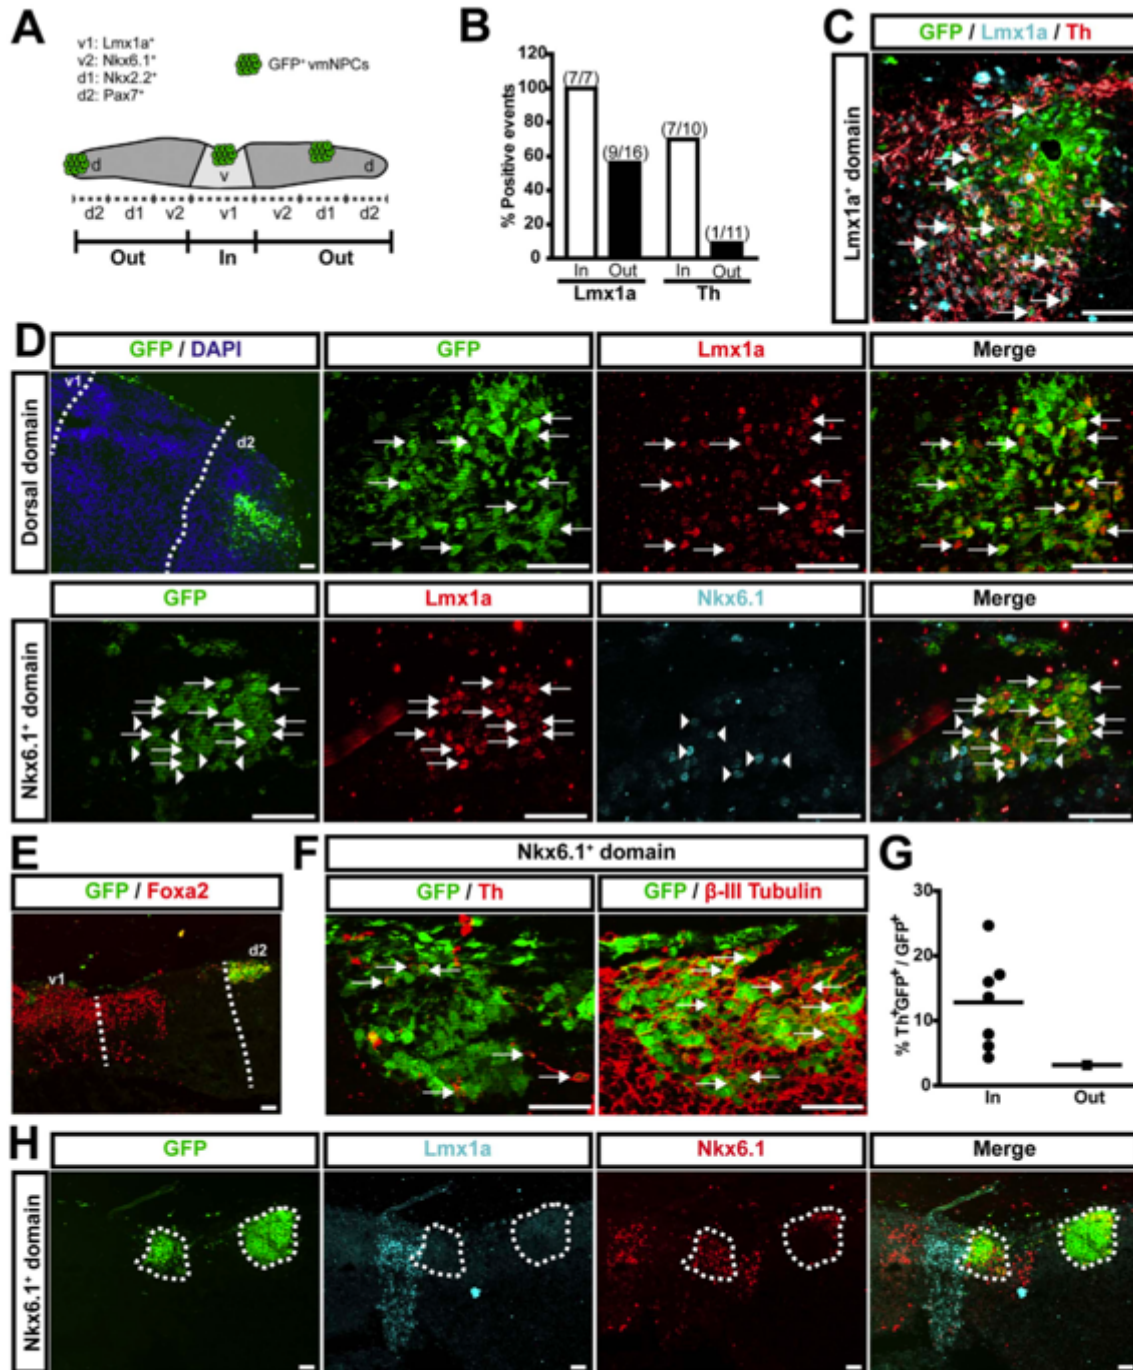 A
v1: Lmx1a⁺
v2: Nkx6.1⁺
d1: Nkx2.2⁺
d2: Pax7⁺
GFP⁺ vmNPCs
d v d
d2 d1 v2 v1 v2 d1 d2
Out In Out
B
% Positive events
120
100
80
60
40
20
0
(7/7)
(9/16)
(7/10)
(1/11)
In Out In Out
Lmx1a Th
C
GFP / Lmx1a / Th
Lmx1a⁺ domain
D
GFP / DAPI
GFP
Lmx1a
Merge
Dorsal domain
v1
d2
GFP
Lmx1a
Nkx6.1
Merge
Nkx6.1⁺ domain
E
GFP / Foxa2
v1
d2
F
Nkx6.1⁺ domain
GFP / Th
GFP / β-III Tubulin
G
% Th⁺GFP⁺ / GFP⁺
30
20
10
0
In Out
H
GFP
Lmx1a
Nkx6.1
Merge
Nkx6.1⁺ domain